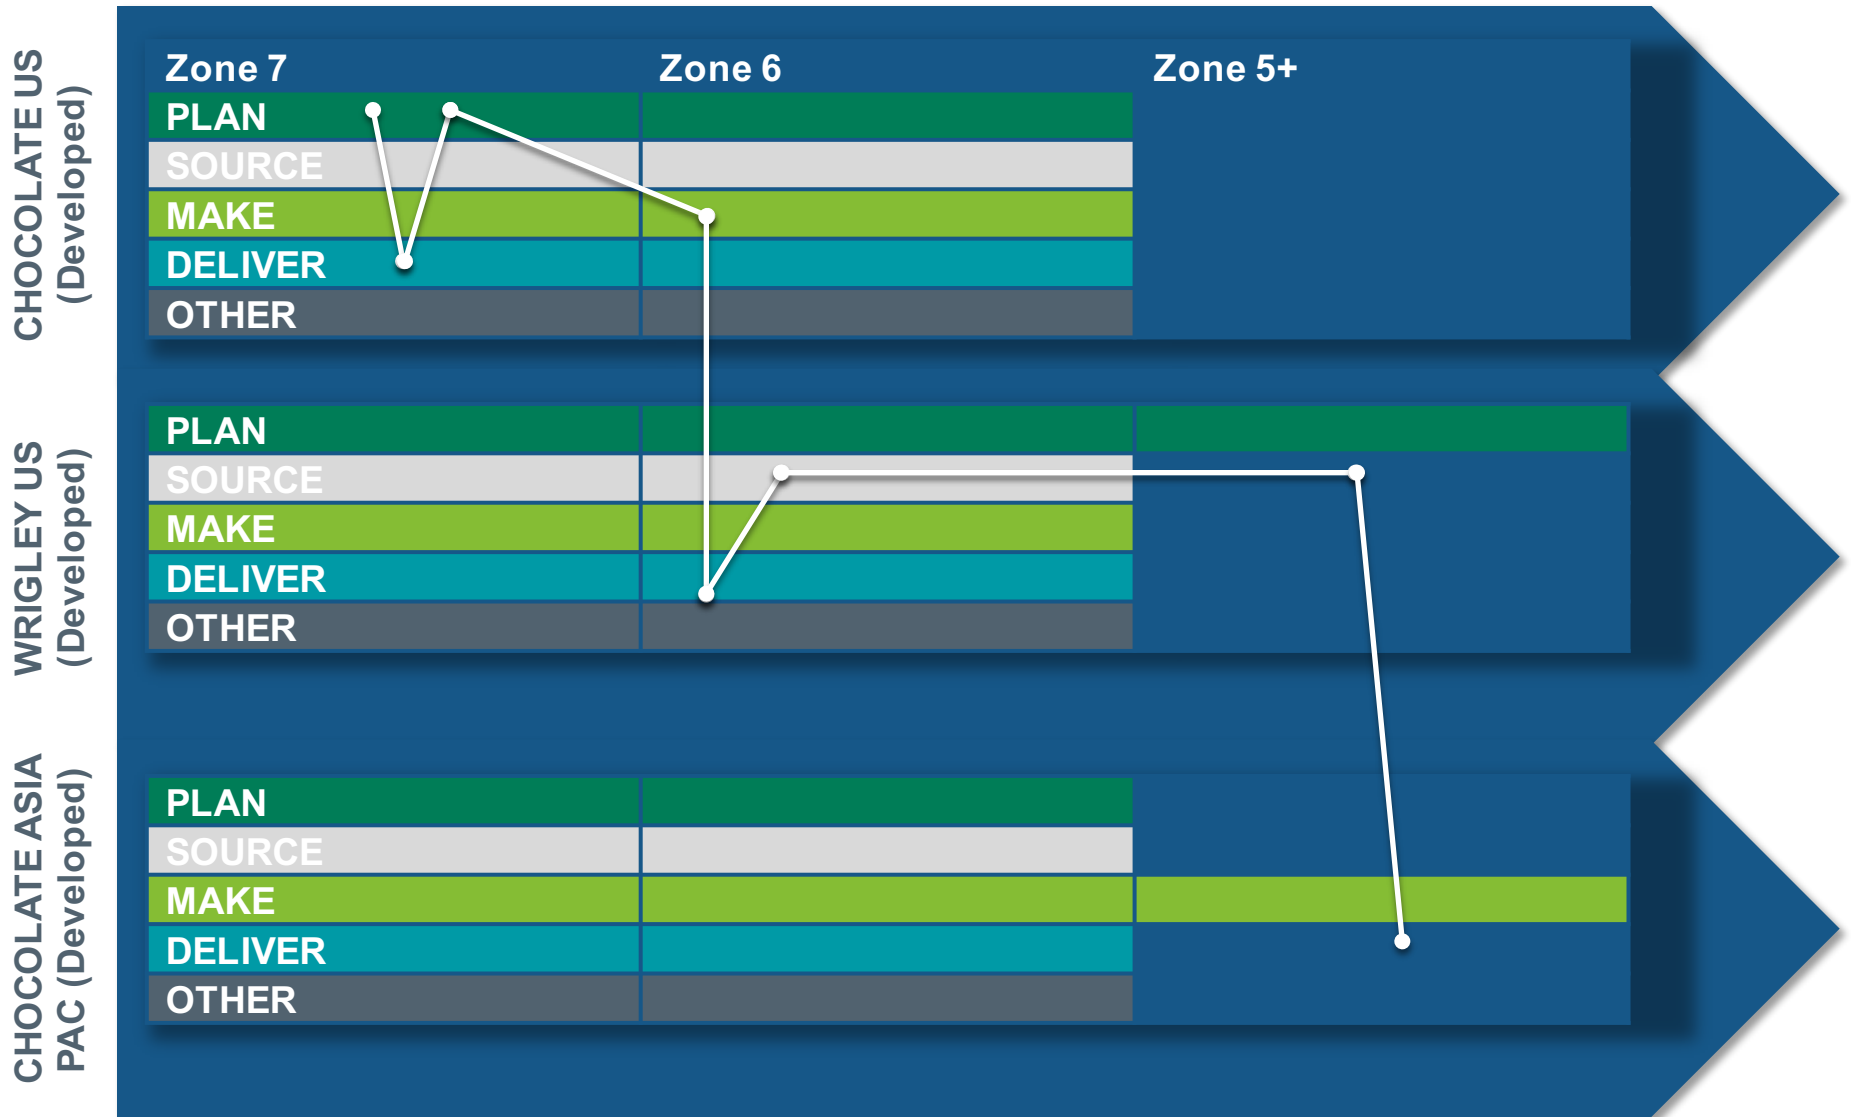 CHOCOLATE US
(Developed)
Zone 7
Zone 6
Zone 5+
PLAN
SOURCE
MAKE
DELIVER
OTHER
WRIGLEY US
(Developed)
PLAN
SOURCE
MAKE
DELIVER
OTHER
CHOCOLATE ASIA
PAC (Developed)
PLAN
SOURCE
MAKE
DELIVER
OTHER